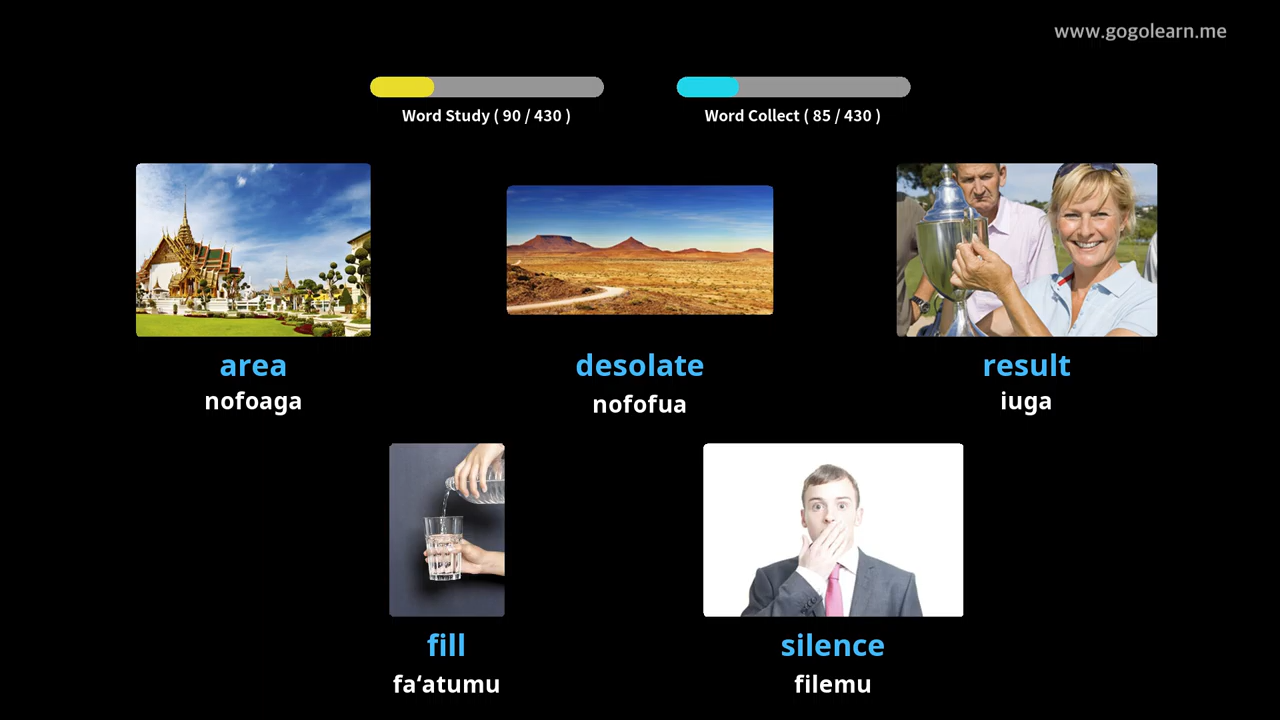 www.gogolearn.me
Word Study ( 90 / 430 )
Word Collect ( 85 / 430 )
area
nofoaga
desolate
nofofua
result
iuga
fill
fa‘atumu
silence
filemu